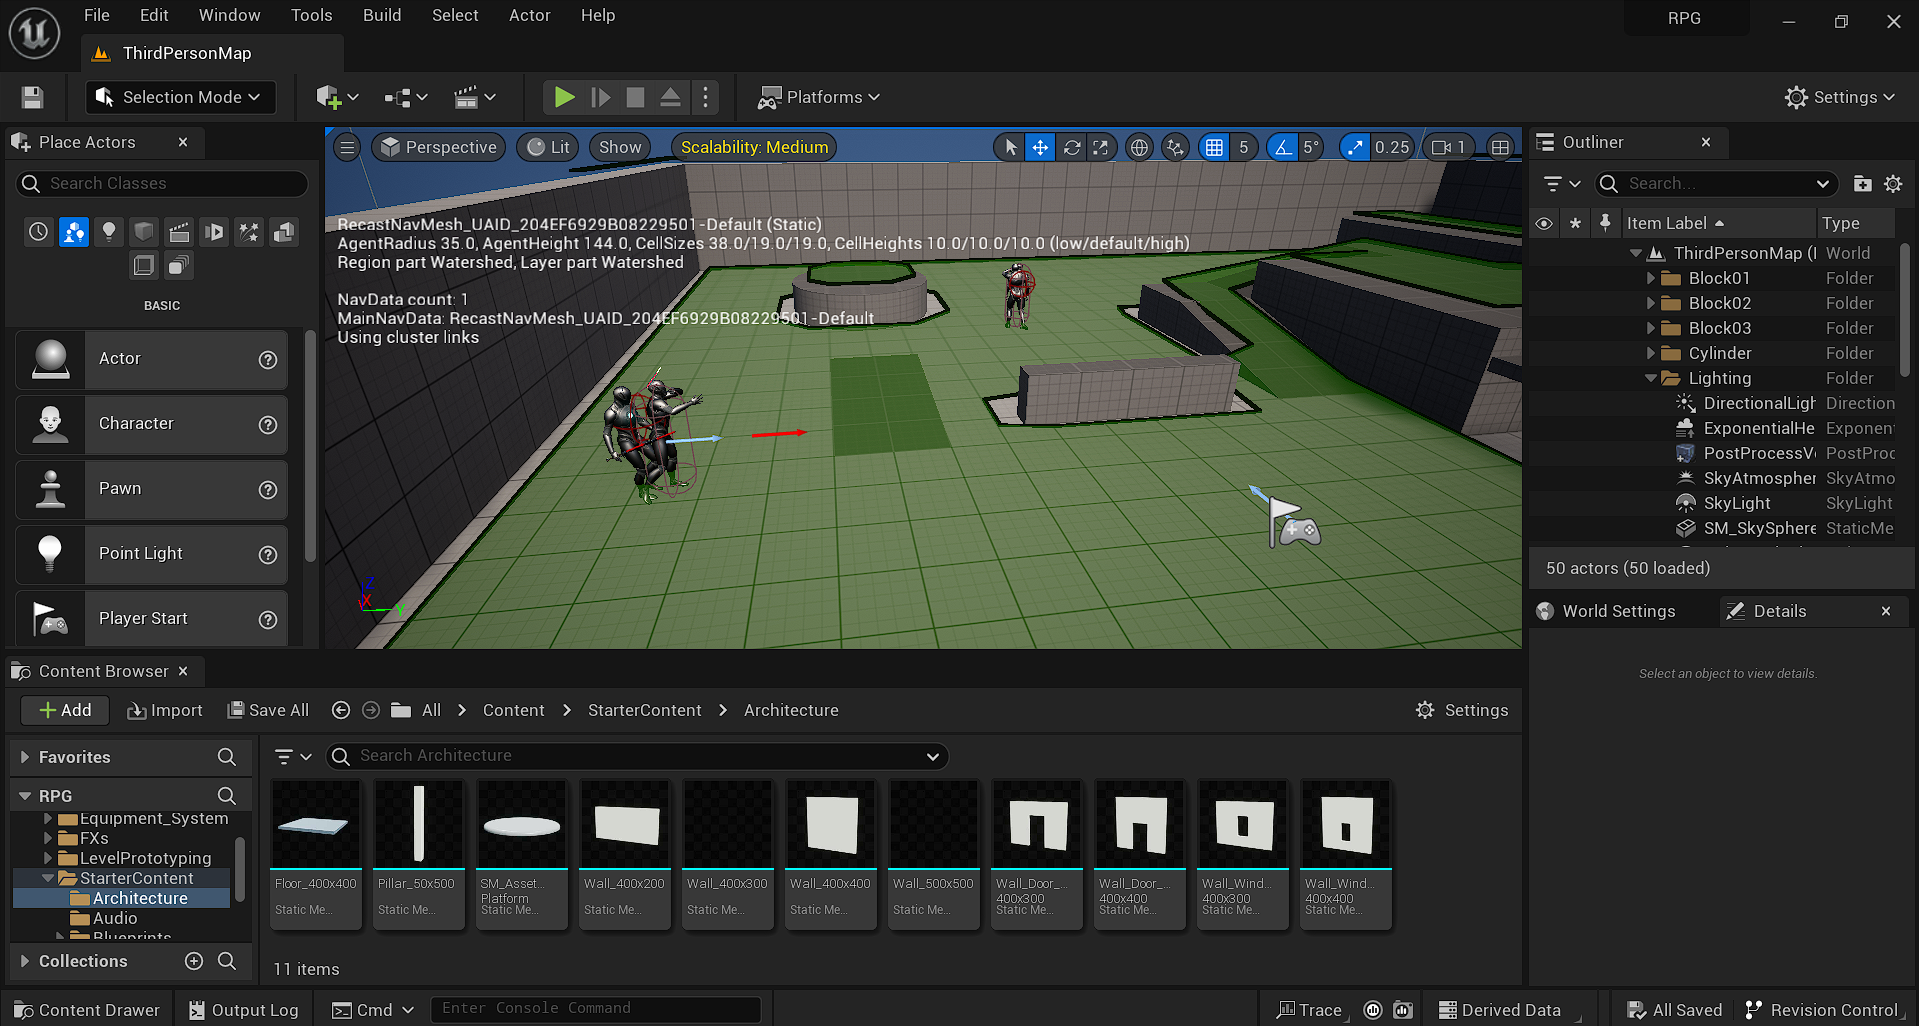 File Edit Window Tools Build Select Actor Help
RPG
ThirdPersonMap
Selection Mode
Platforms
Settings
Place Actors
Search Classes
BASIC
Actor
Character
Pawn
Point Light
Player Start
Perspective
Lit
Show
Scalability: Medium
5
5°
0.25
1
RecastNavMesh_UAID_204EF6929B08229501-Default (Static)
AgentRadius 35.0, AgentHeight 144.0, CellSizes 38.0/19.0/19.0, CellHeights 10.0/10.0/10.0 (low/default/high)
Region part Watershed, Layer part Watershed
NavData count: 1
MainNavData: RecastNavMesh_UAID_204EF6929B08229501-Default
Using cluster links
Z
X
Y
Outliner
Search...
Item Label Type
ThirdPersonMap ( World
Block01 Folder
Block02 Folder
Block03 Folder
Cylinder Folder
Lighting Folder
DirectionalLigh Direction
ExponentialHe Exponent
PostProcessV PostProc
SkyAtmospher SkyAtmo
SkyLight SkyLight
SM_SkySphere StaticMe
50 actors (50 loaded)
World Settings
Details
Select an object to view details.
Content Browser
Add
Import
Save All
All > Content > StarterContent > Architecture
Settings
Favorites
RPG
Equipment_System
FXs
LevelPrototyping
StarterContent
Architecture
Audio
Blueprints
Collections
Search Architecture
Floor_400x400
Static Me...
Pillar_50x500
Static Me...
SM_Asset...
Platform
Static Me...
Wall_400x200
Static Me...
Wall_400x300
Static Me...
Wall_400x400
Static Me...
Wall_500x500
Static Me...
Wall_Door_...
400x300
Static Me...
Wall_Door_...
400x400
Static Me...
Wall_Wind...
400x300
Static Me...
Wall_Wind...
400x400
Static Me...
11 items
Content Drawer
Output Log
Cmd
Enter Console Command
Trace
Derived Data
All Saved
Revision Control